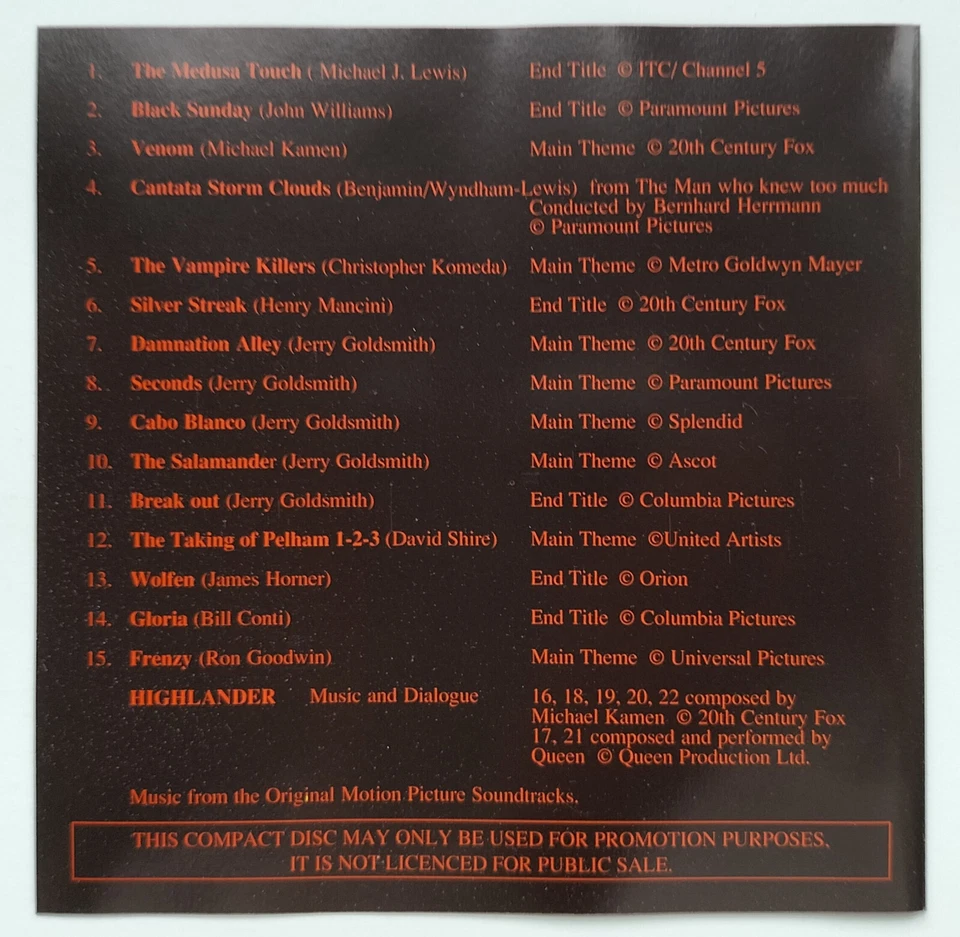 1. The Medusa Touch ( Michael J. Lewis) End Title © ITC/ Channel 5
2. Black Sunday (John Williams) End Title © Paramount Pictures
3. Venom (Michael Kamen) Main Theme © 20th Century Fox
4. Cantata Storm Clouds (Benjamin/Wyndham-Lewis) from The Man who knew too much
Conducted by Bernhard Herrmann
© Paramount Pictures
5. The Vampire Killers (Christopher Komeda) Main Theme © Metro Goldwyn Mayer
6. Silver Streak (Henry Mancini) End Title © 20th Century Fox
7. Damnation Alley (Jerry Goldsmith) Main Theme © 20th Century Fox
8. Seconds (Jerry Goldsmith) Main Theme © Paramount Pictures
9. Cabo Blanco (Jerry Goldsmith) Main Theme © Splendid
10. The Salamander (Jerry Goldsmith) Main Theme © Ascot
11. Break out (Jerry Goldsmith) End Title © Columbia Pictures
12. The Taking of Pelham 1-2-3 (David Shire) Main Theme ©United Artists
13. Wolfen (James Horner) End Title © Orion
14. Gloria (Bill Conti) End Title © Columbia Pictures
15. Frenzy (Ron Goodwin) Main Theme © Universal Pictures
HIGHLANDER Music and Dialogue 16, 18, 19, 20, 22 composed by
Michael Kamen © 20th Century Fox
17, 21 composed and performed by
Queen © Queen Production Ltd.
Music from the Original Motion Picture Soundtracks.
THIS COMPACT DISC MAY ONLY BE USED FOR PROMOTION PURPOSES.
IT IS NOT LICENCED FOR PUBLIC SALE.